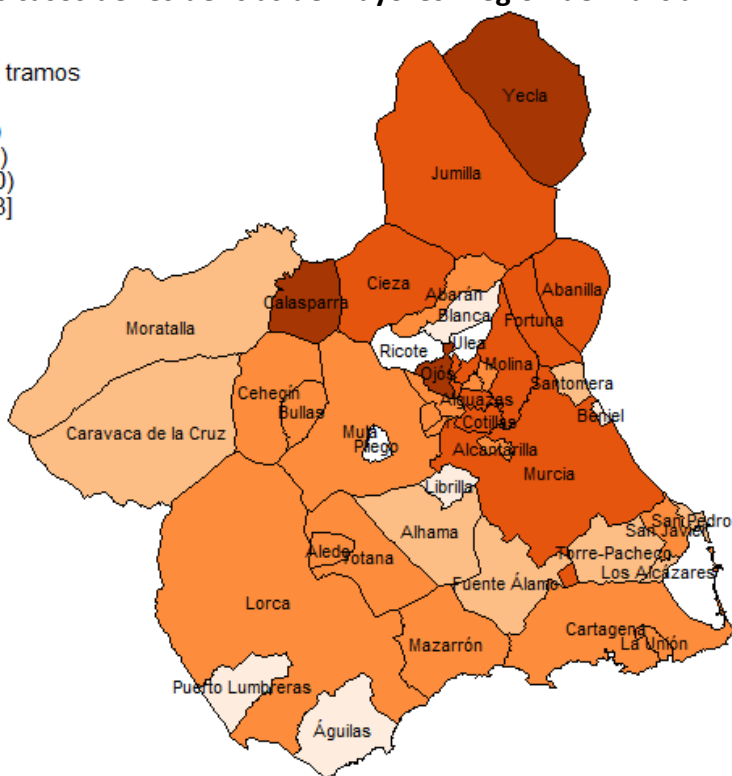 tramos
)
0)
3]
Yecla
Jumilla
Cieza
Abanilla
Abarán
Calasparra
Blanca
Fortuna
Moratalla
Ulea
Ricote
Molina
Ojós
Santomera
Cehegín
Alguazas
Bullas
Beniel
T. Cotillas
Caravaca de la Cruz
Mula
Pliego
Alcantarilla
Murcia
Librilla
San Pedro
San Javier
Alhama
Aledo
Totana
Torre-Pacheco
Los Alcázares
Fuente Álamo
Lorca
Cartagena
La Unión
Mazarrón
Puerto Lumbreras
Águilas